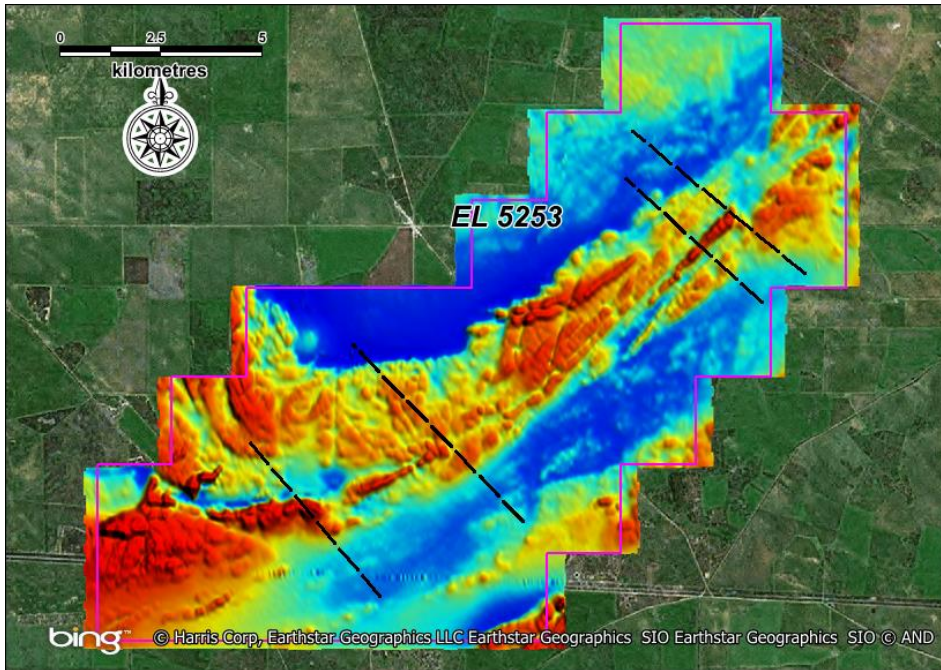 0 2.5 5
kilometres
EL 5253
bing™ © Harris Corp, Earthstar Geographics LLC Earthstar Geographics SIO Earthstar Geographics SIO © AND